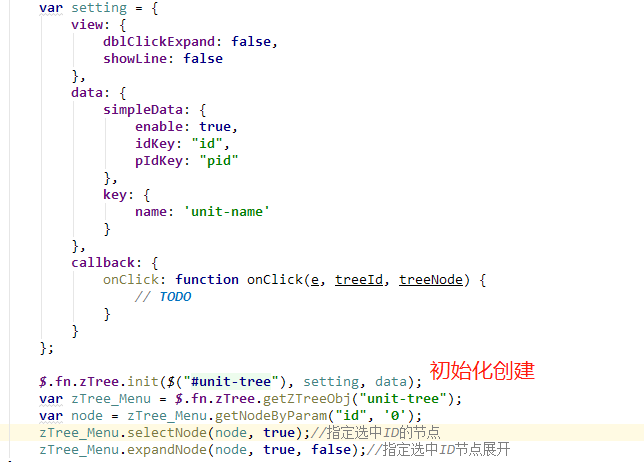 var setting = {
view: {
dblClickExpand: false,
showLine: false
},
data: {
simpleData: {
enable: true,
idKey: "id",
pIdKey: "pid"
},
key: {
name: 'unit-name'
}
},
callback: {
onClick: function onClick(e, treeId, treeNode) {
// TODO
}
}
};
$.fn.zTree.init($("#unit-tree"), setting, data); 初始化创建
var zTree_Menu = $.fn.zTree.getZTreeObj("unit-tree");
var node = zTree_Menu.getNodeByParam("id", '0');
zTree_Menu.selectNode(node, true);//指定选中ID的节点
zTree_Menu.expandNode(node, true, false);//指定选中ID节点展开